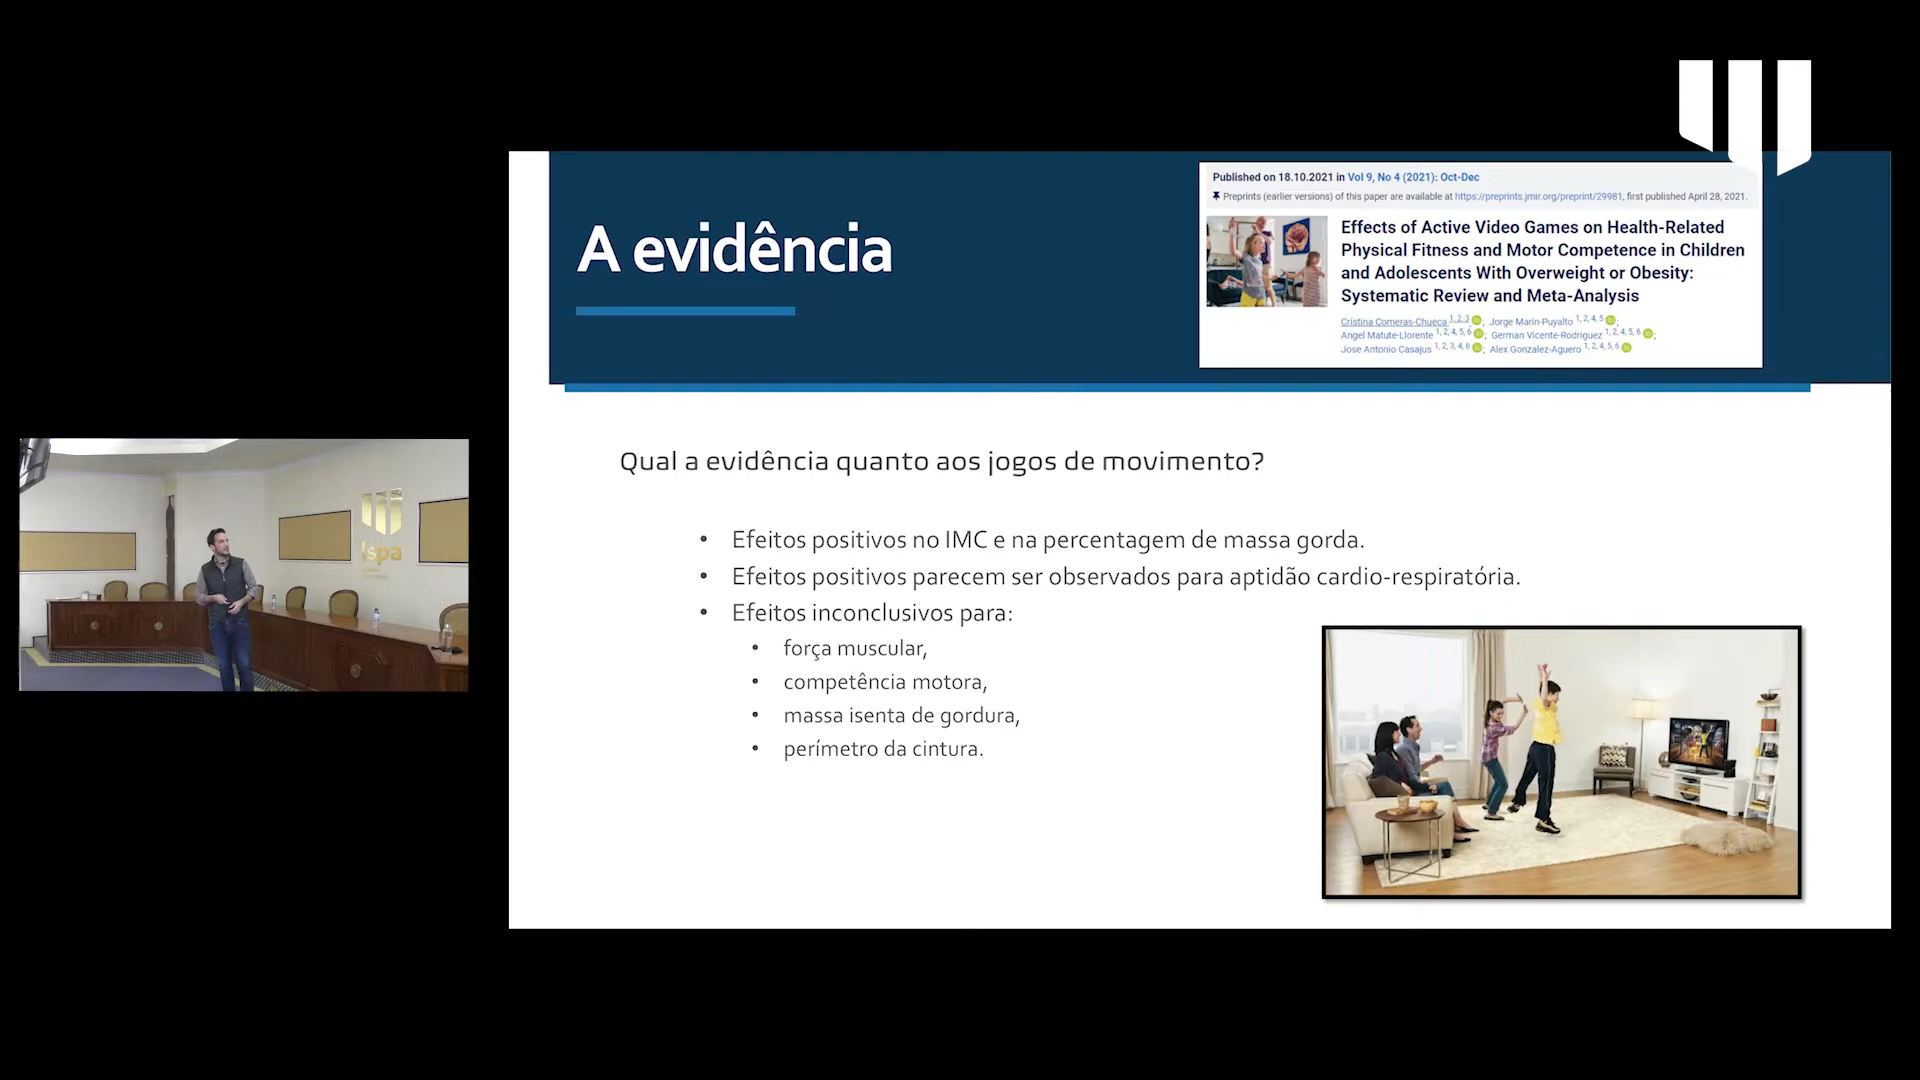 A evidência
Published on 18.10.2021 in Vol 9, No 4 (2021): Oct-Dec
Preprints (earlier versions) of this paper are available at https://preprints.jmir.org/preprint/29981, first published April 28, 2021.
Effects of Active Video Games on Health-Related
Physical Fitness and Motor Competence in Children
and Adolescents With Overweight or Obesity:
Systematic Review and Meta-Analysis
Cristina Comeras-Chueca 1, 2, 3; Jorge Marin-Puyalto 1, 2, 4, 5;
Angel Matute-Llorente 1, 2, 4, 5, 6; German Vicente-Rodriguez 1, 2, 4, 5, 6;
Jose Antonio Casajus 1, 2, 3, 4, 6; Alex Gonzalez-Aguero 1, 2, 4, 5, 6
Qual a evidência quanto aos jogos de movimento?
• Efeitos positivos no IMC e na percentagem de massa gorda.
• Efeitos positivos parecem ser observados para aptidão cardio-respiratória.
• Efeitos inconclusivos para:
• força muscular,
• competência motora,
• massa isenta de gordura,
• perímetro da cintura.
Ispa